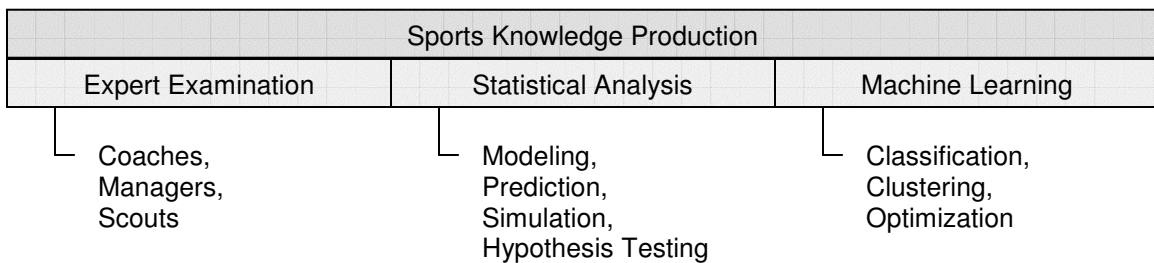 Sports Knowledge Production
Expert Examination
Statistical Analysis
Machine Learning
Coaches,
Managers,
Scouts
Modeling,
Prediction,
Simulation,
Hypothesis Testing
Classification,
Clustering,
Optimization